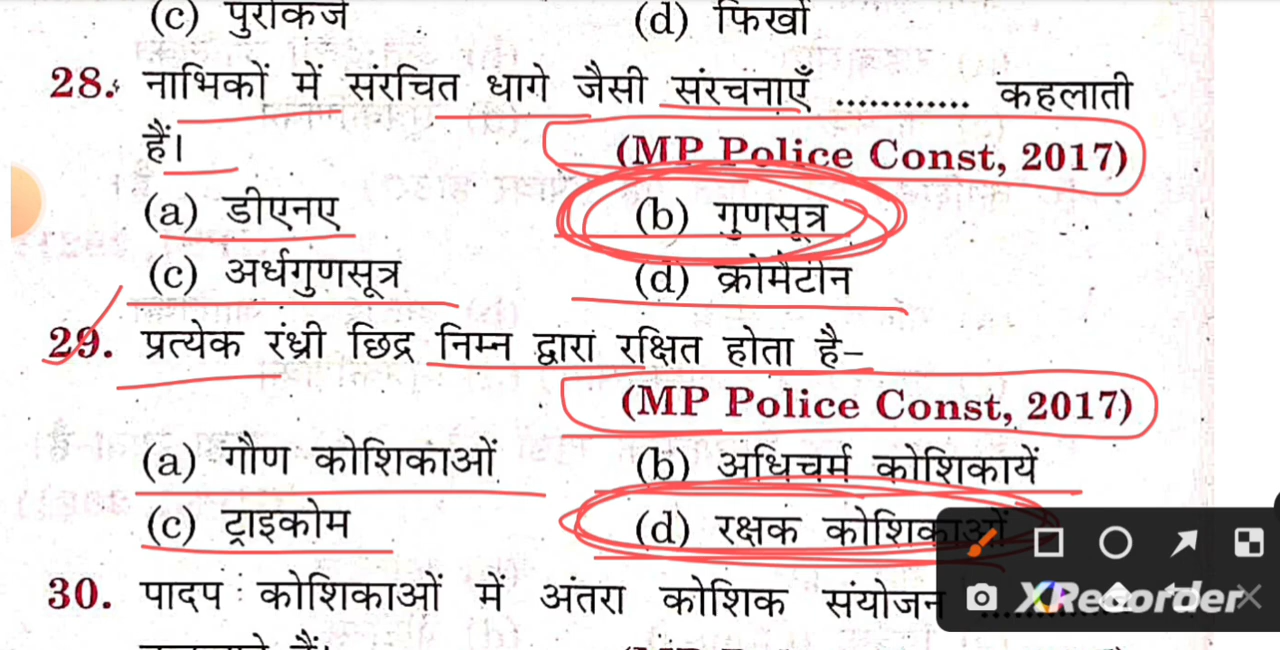 (c) पुरोकर्ज (d) फिर्खो
28. नाभिकों में संरचित धागे जैसी संरचनाएँ ............ कहलाती
हैं। (MP Police Const, 2017)
(a) डीएनए (b) गुणसूत्र
(c) अर्धगुणसूत्र (d) क्रोमैटीन
29. प्रत्येक रंध्री छिद्र निम्न द्वारा रक्षित होता है–
(MP Police Const, 2017)
(a) गौण कोशिकाओं (b) अधिचर्म कोशिकायें
(c) ट्राइकोम (d) रक्षक कोशिकाओं
30. पादप कोशिकाओं में अंतरा कोशिक संयोजन
XRecorder